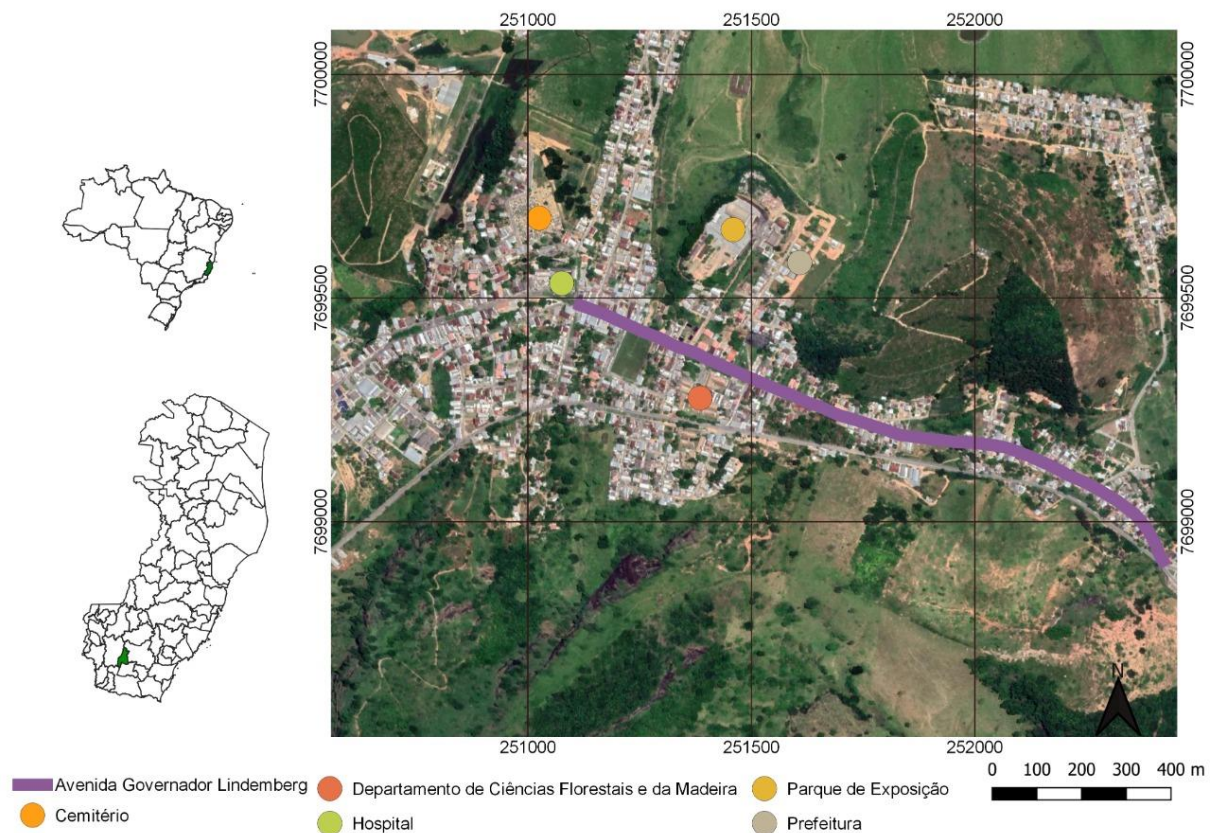 251000 251500 252000
7700000 7700000
7699500 7699500
7699000 7699000
N
251000 251500 252000
Avenida Governador Lindemberg
Departamento de Ciências Florestais e da Madeira
Parque de Exposição
0 100 200 300 400 m
Cemitério
Hospital
Prefeitura